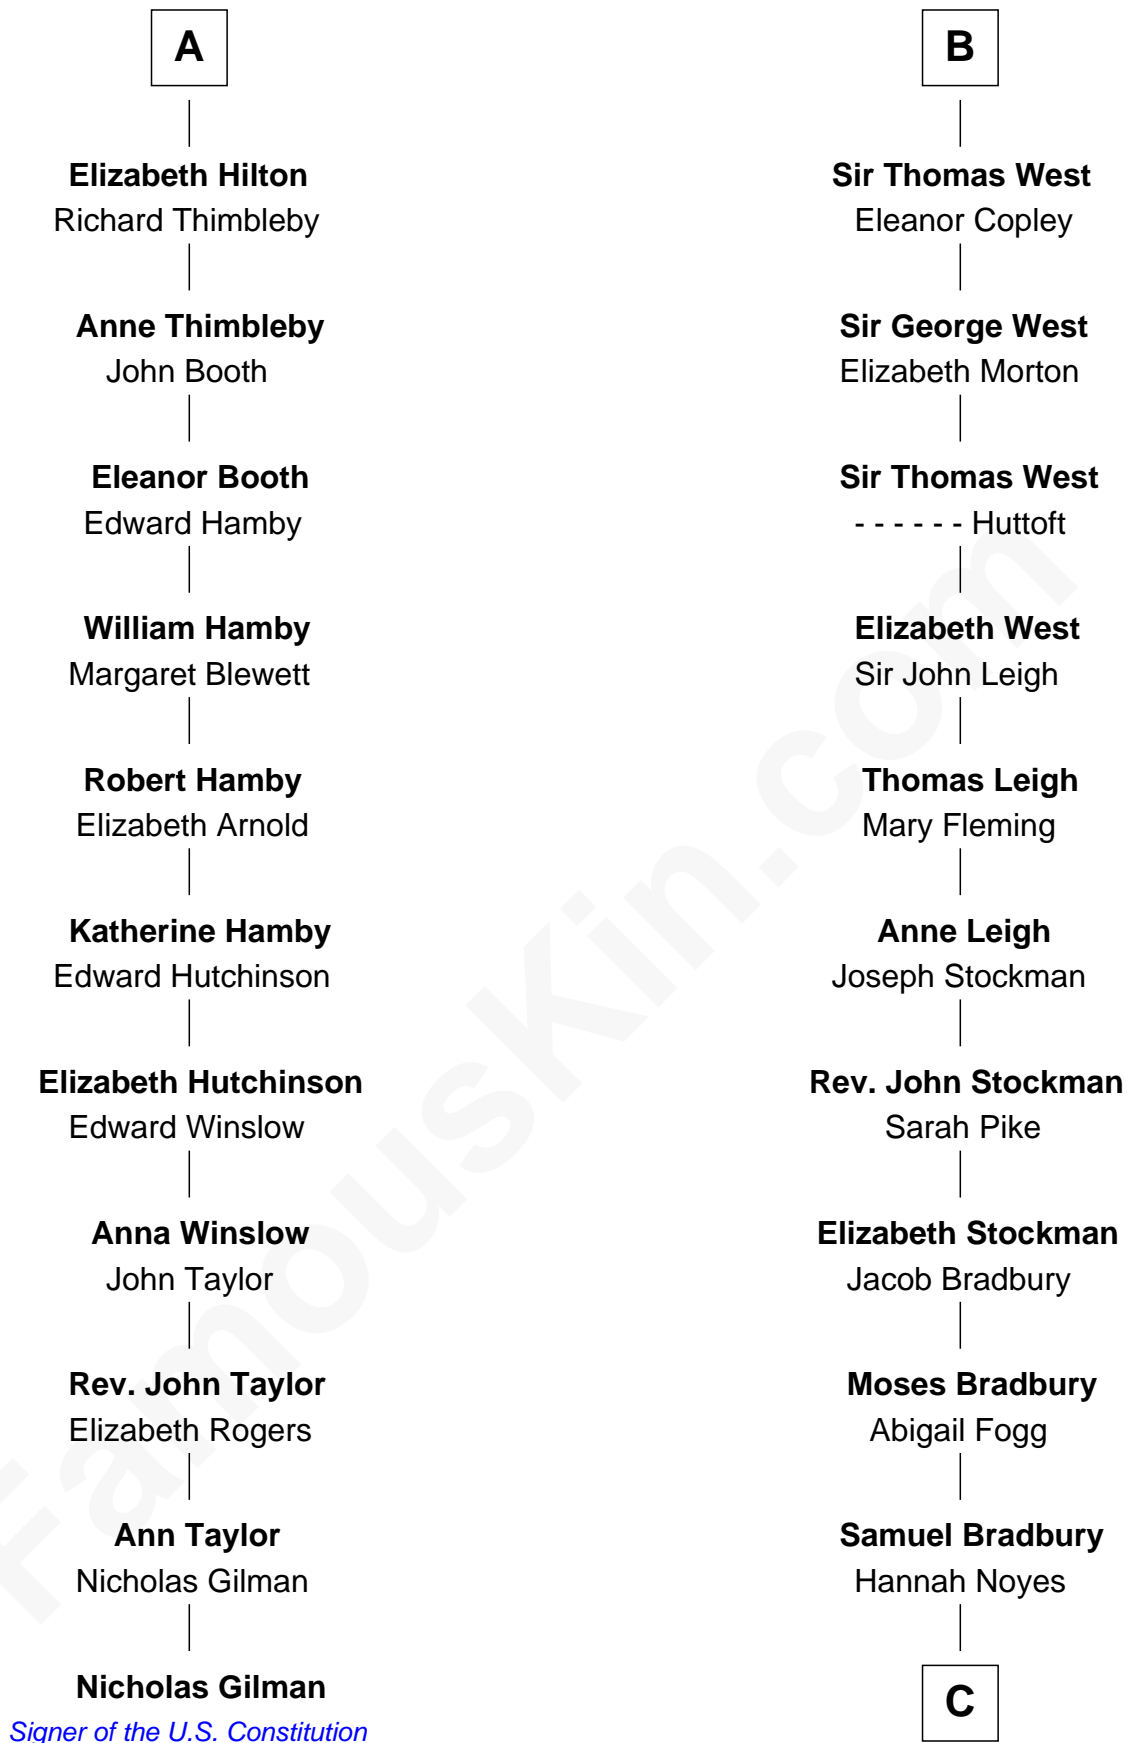 A
Elizabeth Hilton
Richard Thimbleby
Anne Thimbleby
John Booth
Eleanor Booth
Edward Hamby
William Hamby
Margaret Blewett
Robert Hamby
Elizabeth Arnold
Katherine Hamby
Edward Hutchinson
Elizabeth Hutchinson
Edward Winslow
Anna Winslow
John Taylor
Rev. John Taylor
Elizabeth Rogers
Ann Taylor
Nicholas Gilman
Nicholas Gilman
Signer of the U.S. Constitution
B
Sir Thomas West
Eleanor Copley
Sir George West
Elizabeth Morton
Sir Thomas West
- - - - - - Huttoft
Elizabeth West
Sir John Leigh
Thomas Leigh
Mary Fleming
Anne Leigh
Joseph Stockman
Rev. John Stockman
Sarah Pike
Elizabeth Stockman
Jacob Bradbury
Moses Bradbury
Abigail Fogg
Samuel Bradbury
Hannah Noyes
C
FamousKin.com